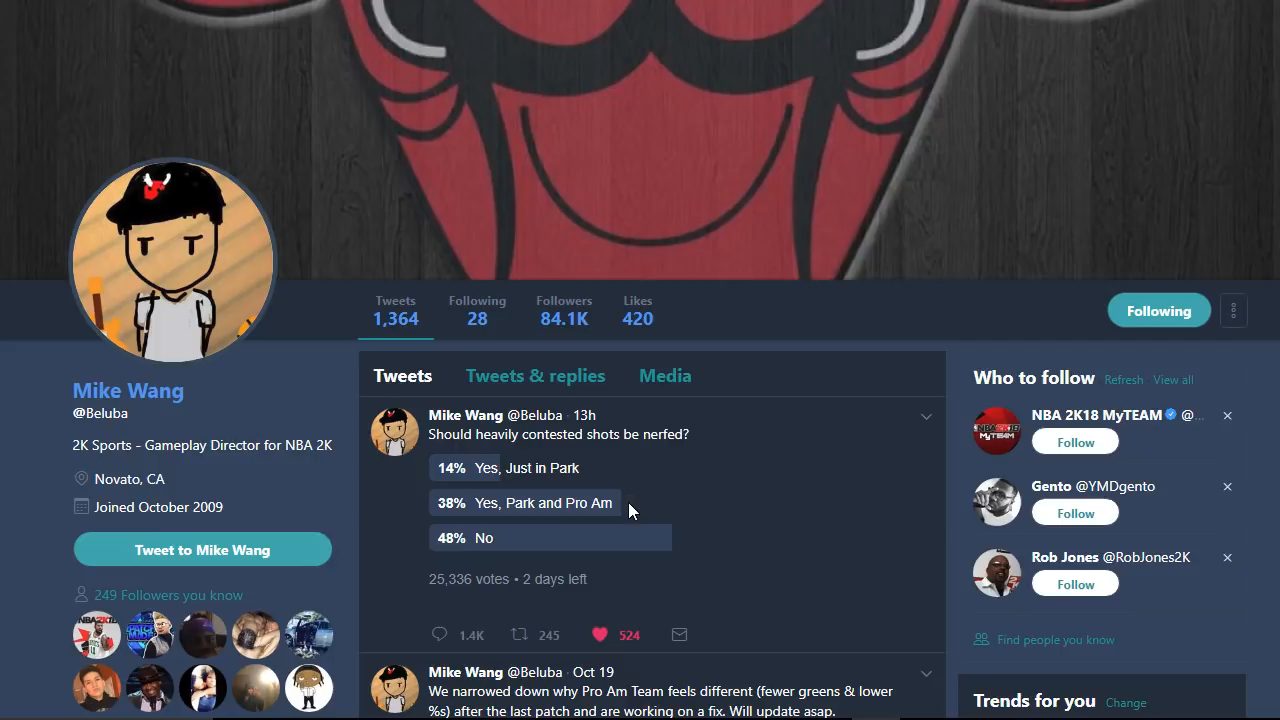 Tweets
1,364
Following
28
Followers
84.1K
Likes
420
Following
Mike Wang
@Beluba
2K Sports - Gameplay Director for NBA 2K
Novato, CA
Joined October 2009
Tweet to Mike Wang
249 Followers you know
NBA2K18
Tweets Tweets & replies Media
Mike Wang @Beluba · 13h
Should heavily contested shots be nerfed?
14% Yes, Just in Park
38% Yes, Park and Pro Am
48% No
25,336 votes • 2 days left
1.4K 245 524
Mike Wang @Beluba · Oct 19
We narrowed down why Pro Am Team feels different (fewer greens & lower
%s) after the last patch and are working on a fix. Will update asap.
Who to follow Refresh View all
NBA 2K18 MyTEAM @...
NBA2K18
MyTEAM
Follow
Gento @YMDgento
Follow
Rob Jones @RobJones2K
Follow
Find people you know
Trends for you Change